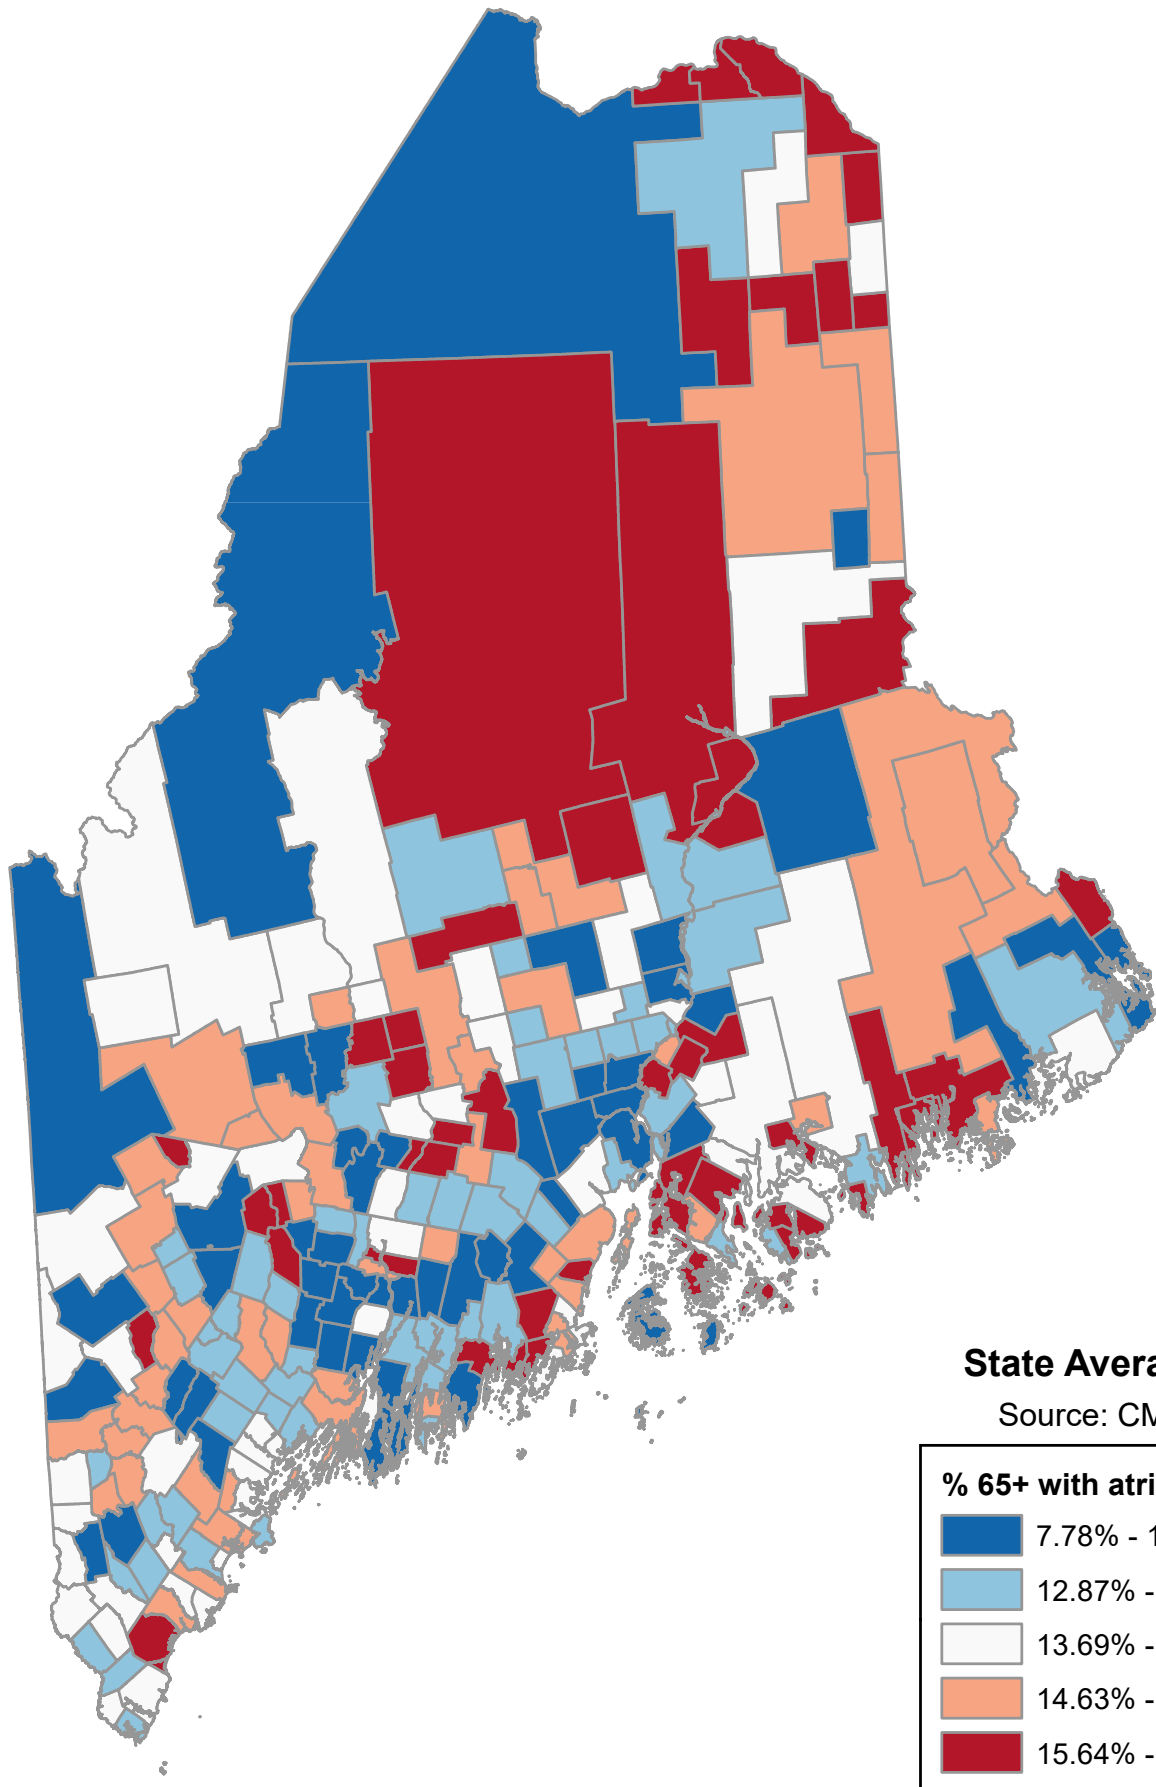 State Avera
Source: CM
% 65+ with atri
7.78% - 1
12.87% -
13.69% -
14.63% -
15.64% -